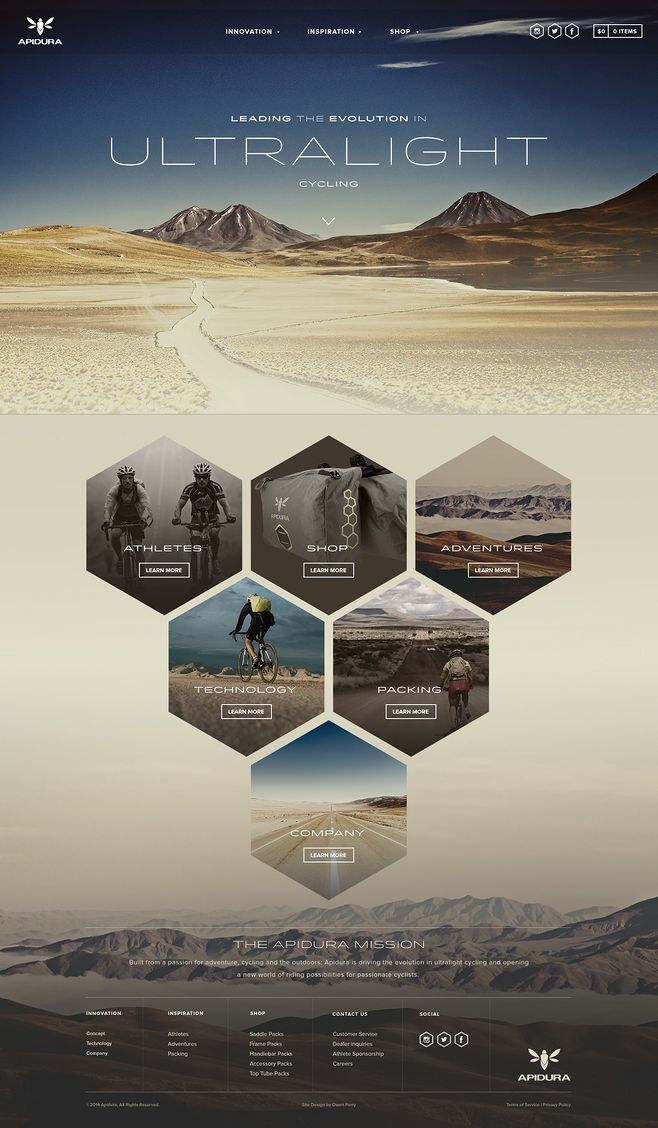 APIDURA
INNOVATION
INSPIRATION
SHOP
$0
0 ITEMS
LEADING THE EVOLUTION IN
ULTRALIGHT
CYCLING
APIDURA
ATHLETES
LEARN MORE
SHOP
LEARN MORE
ADVENTURES
LEARN MORE
TECHNOLOGY
LEARN MORE
PACKING
LEARN MORE
COMPANY
LEARN MORE
THE APIDURA MISSION
Built from a passion for adventure, cycling and the outdoors; Apidura is driving the evolution in ultralight cycling and opening
a new world of riding possibilities for passionate cyclists.
INNOVATION
Concept
Technology
Company
INSPIRATION
Athletes
Adventures
Packing
SHOP
Saddle Packs
Frame Packs
Handlebar Packs
Accessory Packs
Top Tube Packs
CONTACT US
Customer Service
Dealer Inquiries
Athlete Sponsorship
Careers
SOCIAL
APIDURA
©2014 Apidura, All Rights Reserved.
Site Design by Owen Perry
Terms of Service | Privacy Policy